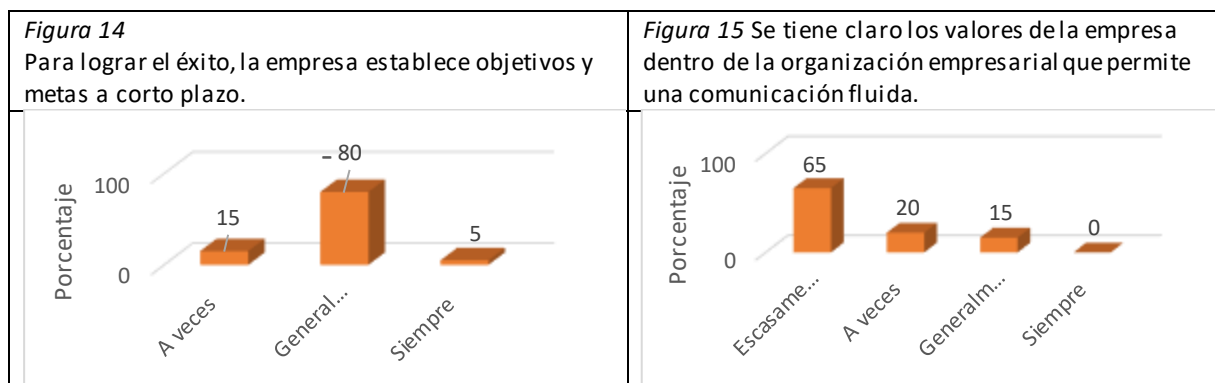 Figura 14
Para lograr el éxito, la empresa establece objetivos y
metas a corto plazo.
Porcentaje
100
0
15
80
5
A veces
General...
Siempre
Figura 15 Se tiene claro los valores de la empresa
dentro de la organización empresarial que permite
una comunicación fluida.
Porcentaje
100
0
65
20
15
0
Escasame...
A veces
Generalm...
Siempre